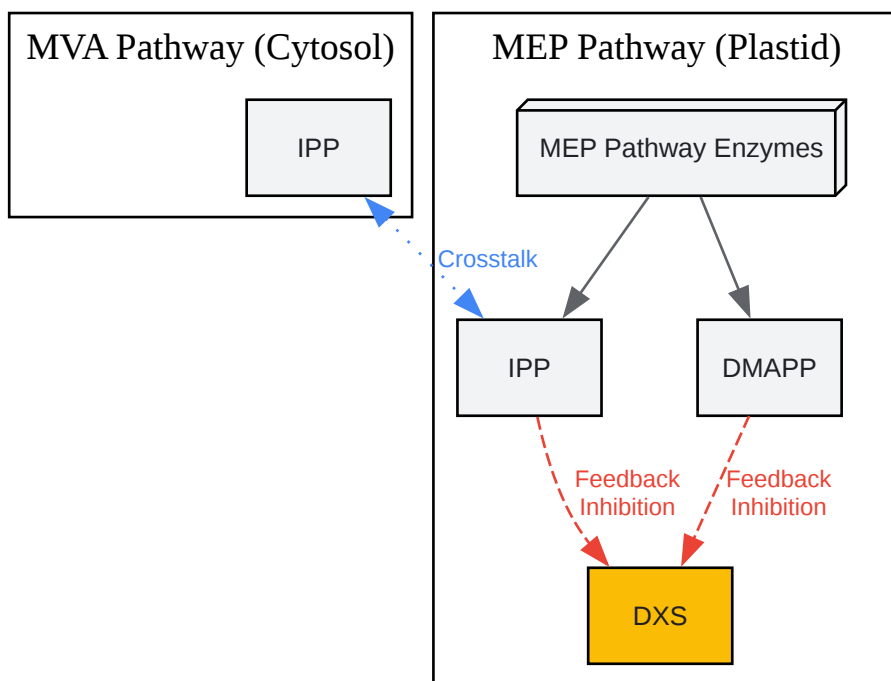 MVA Pathway (Cytosol)
MEP Pathway (Plastid)
IPP
MEP Pathway Enzymes
Crosstalk
IPP
DMAPP
Feedback
Inhibition
Feedback
Inhibition
DXS